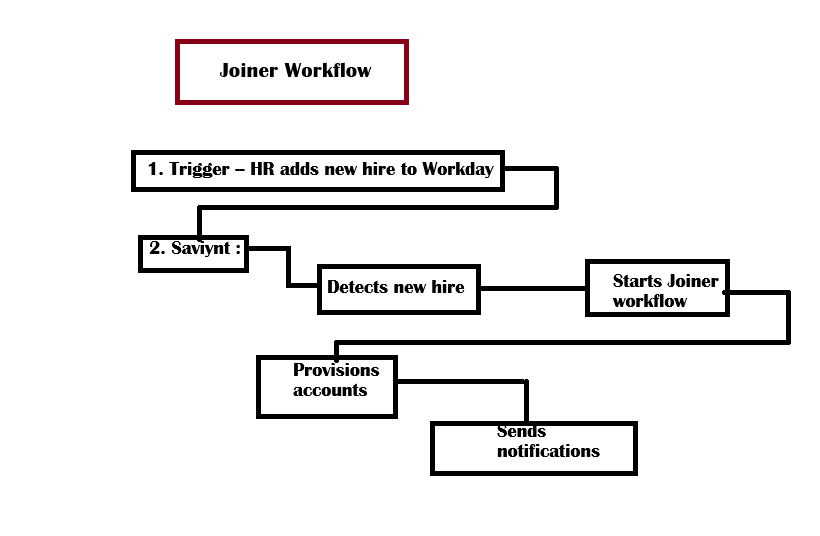 Joiner Workflow
1. Trigger – HR adds new hire to Workday
2. Saviynt :
Detects new hire
Starts Joiner
workflow
Provisions
accounts
Sends
notifications